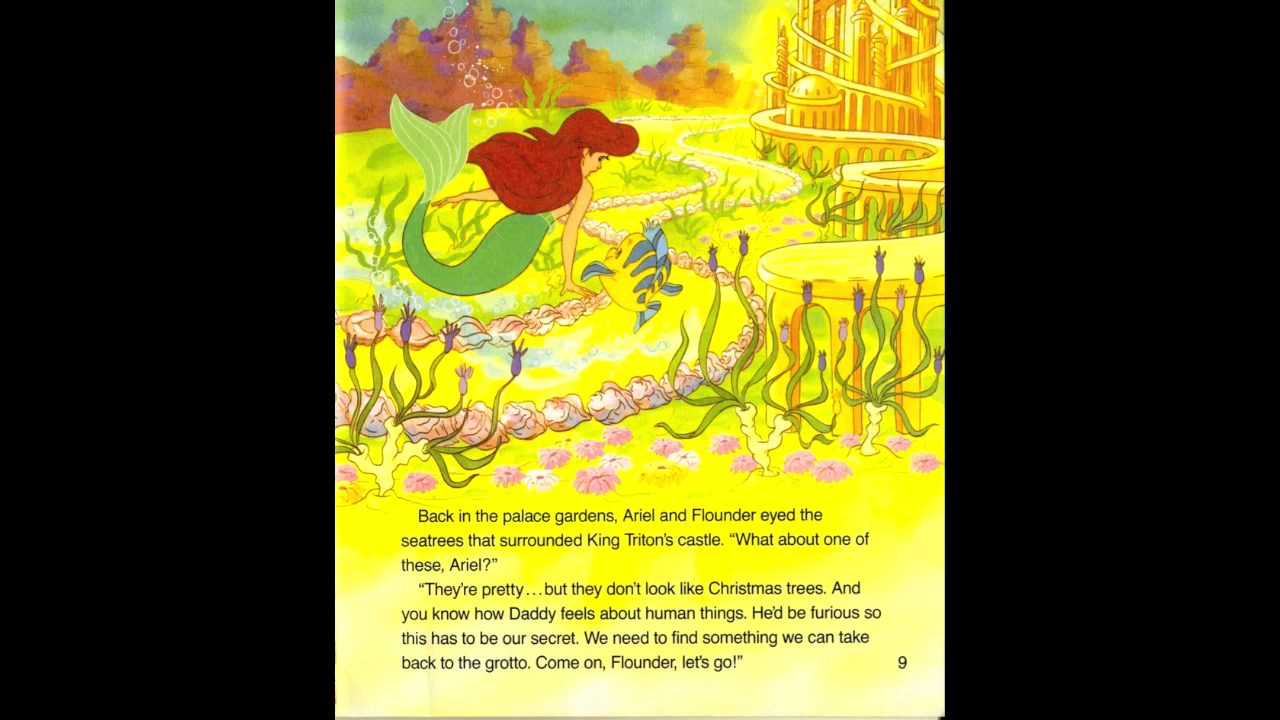 Back in the palace gardens, Ariel and Flounder eyed the
seatrees that surrounded King Triton's castle. “What about one of
these, Ariel?”
“They're pretty...but they don't look like Christmas trees. And
you know how Daddy feels about human things. He'd be furious so
this has to be our secret. We need to find something we can take
back to the grotto. Come on, Flounder, let's go!”
9